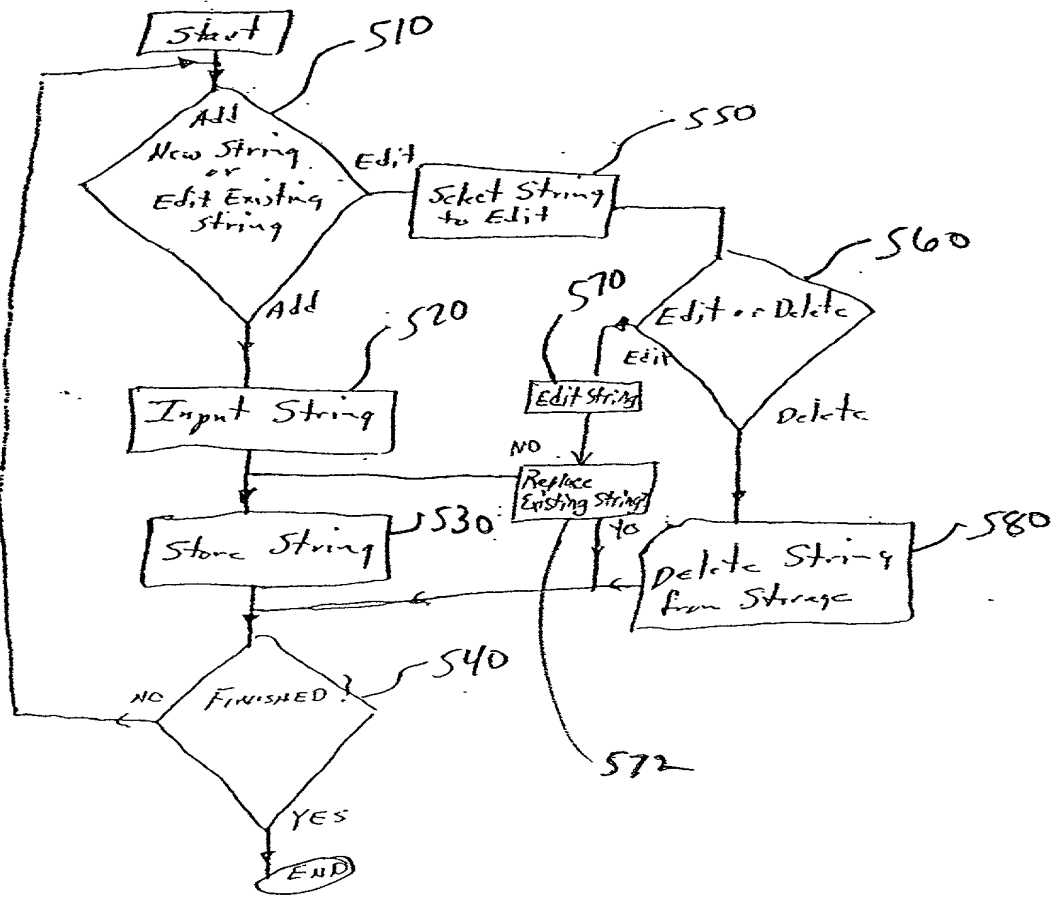 Start
510
Add
New String
or
Edit Existing
String
Edit
Add
550
Select String
to Edit
560
Edit or Delete
Edit
Delete
570
Edit String
NO
Replace
Existing String?
572
520
Input String
530
Store String
580
Delete String
from Storage
540
FINISHED?
NO
YES
END